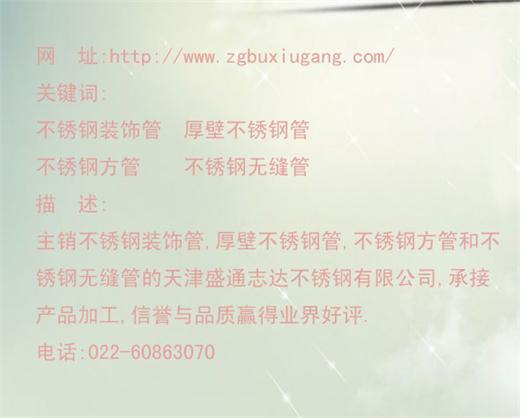 网　址:http://www.zgbuxiugang.com/
关键词:
不锈钢装饰管　厚壁不锈钢管
不锈钢方管　　不锈钢无缝管
描　述:
主销不锈钢装饰管,厚壁不锈钢管,不锈钢方管和不
锈钢无缝管的天津盛通志达不锈钢有限公司,承接
产品加工,信誉与品质赢得业界好评.
电话:022-60863070